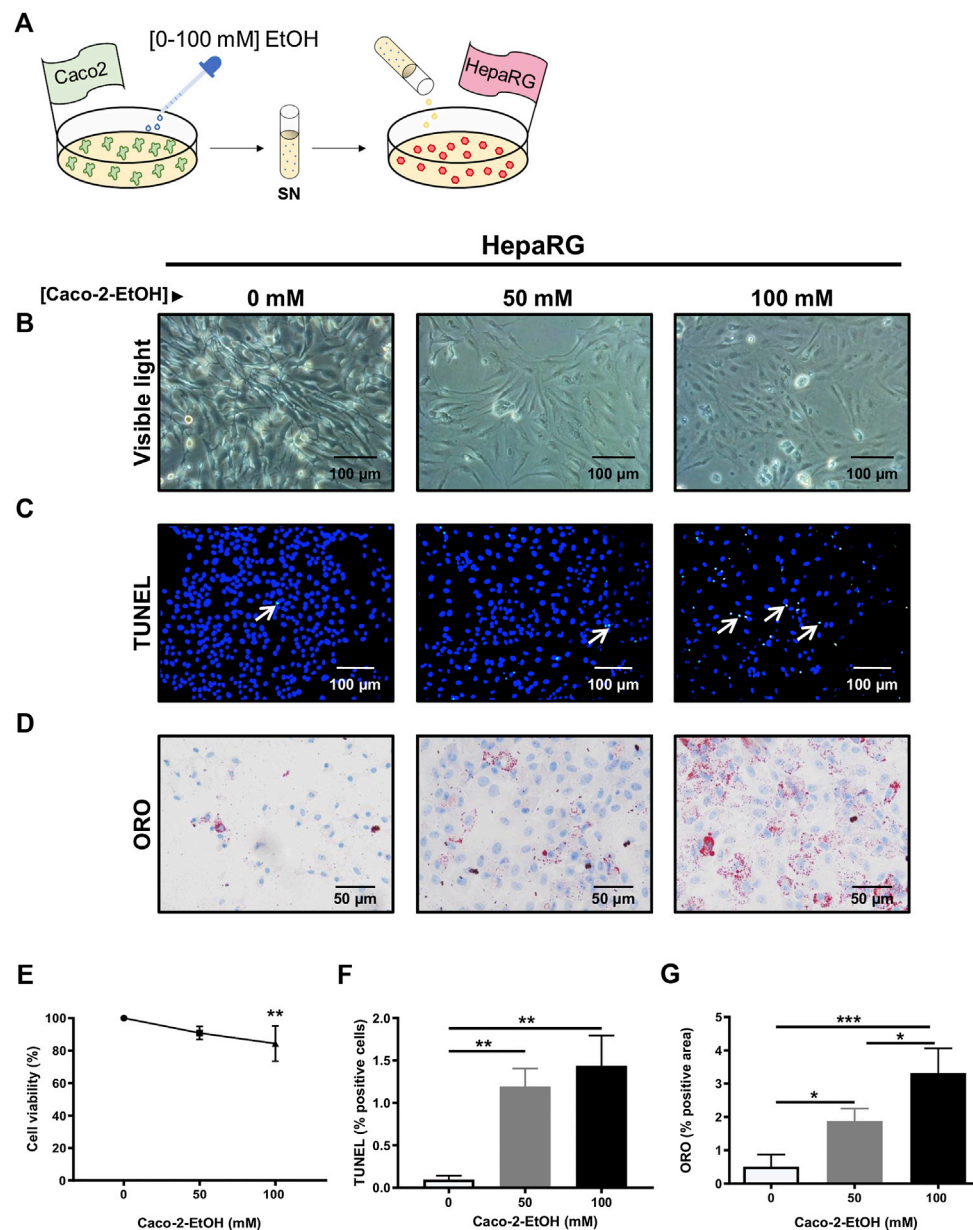 A
[0-100 mM] EtOH
Caco2
HepaRG
SN
HepaRG
[Caco-2-EtOH] ▶ 0 mM 50 mM 100 mM
B
Visible light
100 µm 100 µm 100 µm
C
TUNEL
100 µm 100 µm 100 µm
D
ORO
50 µm 50 µm 50 µm
E
Cell viability (%)
100
80
60
40
20
0
**
0 50 100
Caco-2-EtOH (mM)
F
TUNEL (% positive cells)
2.0
1.5
1.0
0.5
0.0
**
**
0 50 100
Caco-2-EtOH (mM)
G
ORO (% positive area)
5
4
3
2
1
0
***
*
*
0 50 100
Caco-2-EtOH (mM)